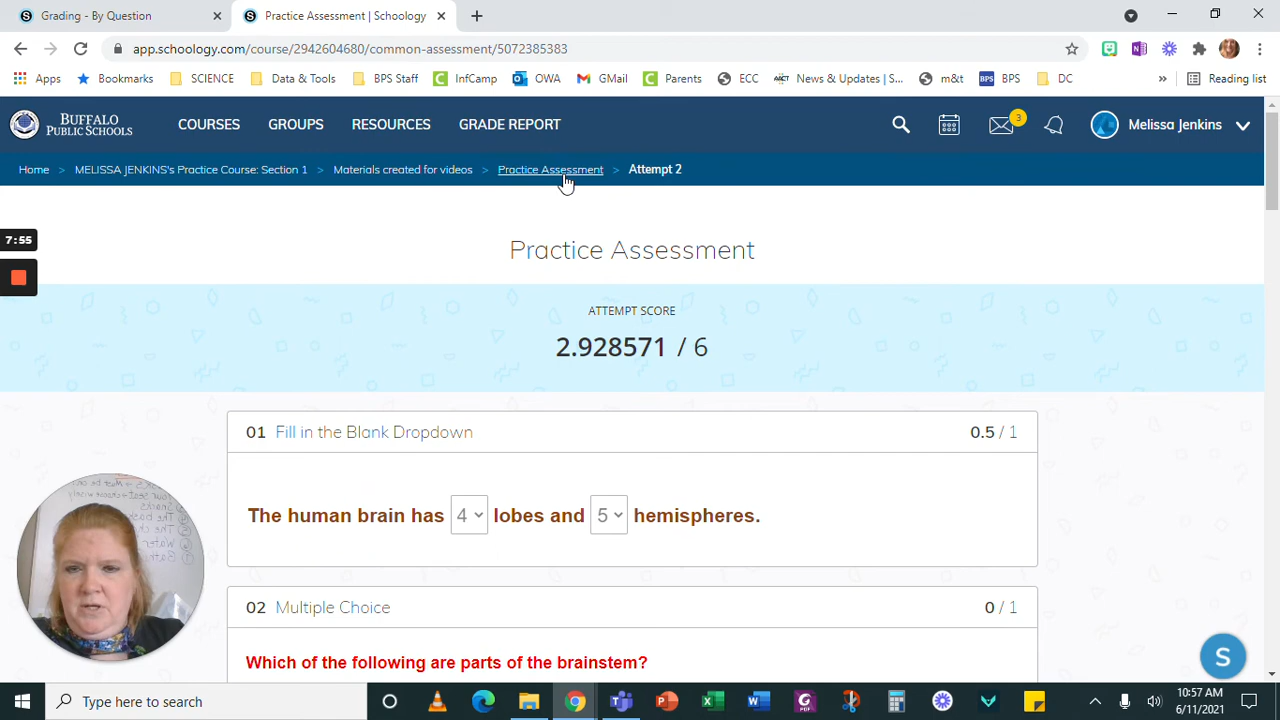 Grading - By Question
Practice Assessment | Schoology
app.schoology.com/course/2942604680/common-assessment/5072385383
Apps
Bookmarks
SCIENCE
Data & Tools
BPS Staff
InfCamp
OWA
GMail
Parents
ECC
News & Updates | S...
m&t
BPS
DC
»
Reading list
BUFFALO
PUBLIC SCHOOLS
COURSES
GROUPS
RESOURCES
GRADE REPORT
3
Melissa Jenkins
Home > MELISSA JENKINS's Practice Course: Section 1 > Materials created for videos > Practice Assessment > Attempt 2
7:55
Practice Assessment
ATTEMPT SCORE
2.928571 / 6
01 Fill in the Blank Dropdown 0.5 / 1
The human brain has 4 lobes and 5 hemispheres.
02 Multiple Choice 0 / 1
Which of the following are parts of the brainstem?
S
Type here to search
10:57 AM
6/11/2021